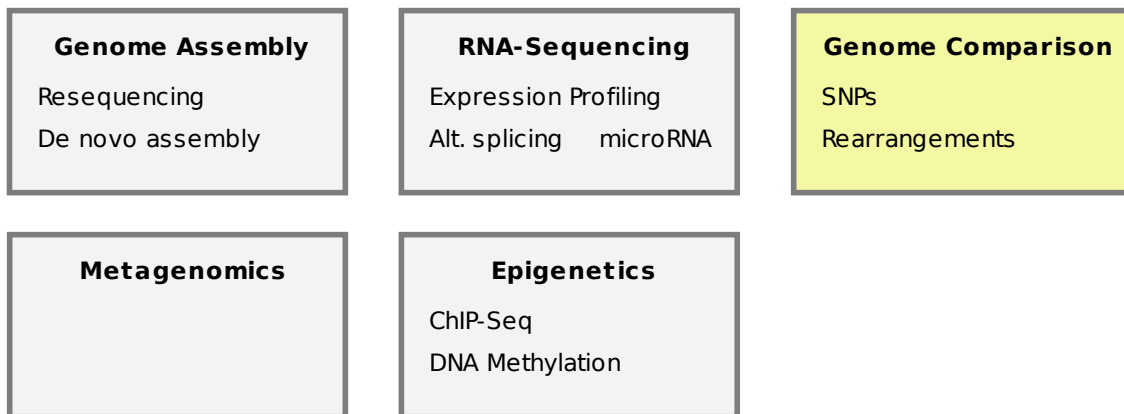 Genome Assembly
Resequencing
De novo assembly
RNA-Sequencing
Expression Profiling
Alt. splicing microRNA
Genome Comparison
SNPs
Rearrangements
Metagenomics
Epigenetics
ChIP-Seq
DNA Methylation